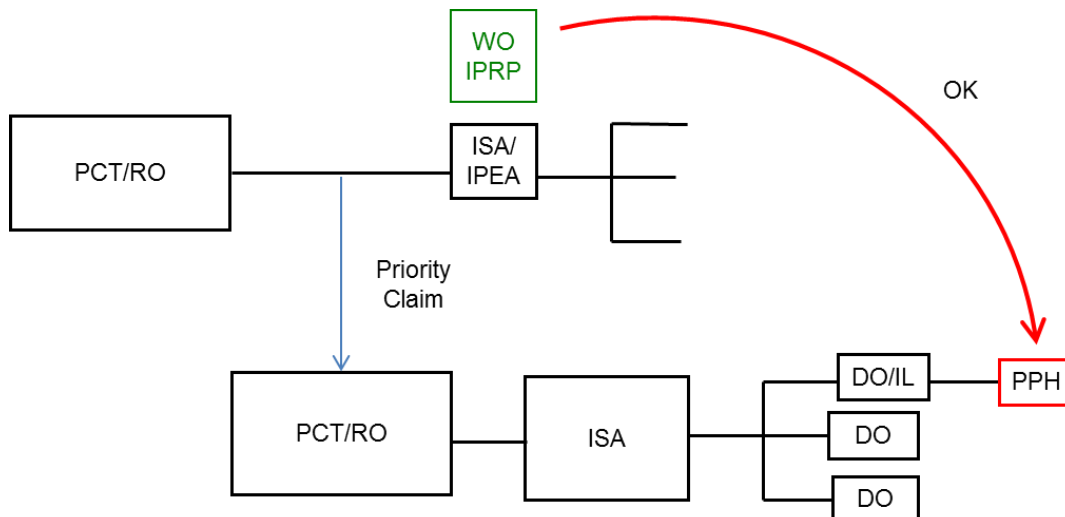 WO
IPRP
OK
PCT/RO
ISA/
IPEA
Priority
Claim
PCT/RO
ISA
DO/IL
PPH
DO
DO